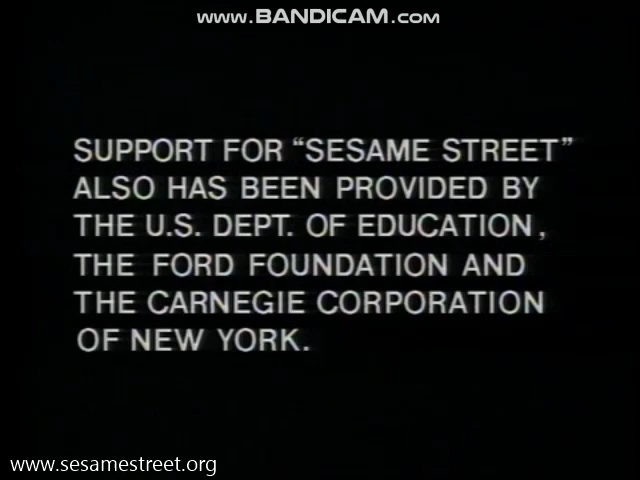 www.BANDICAM.com
SUPPORT FOR “SESAME STREET”
ALSO HAS BEEN PROVIDED BY
THE U.S. DEPT. OF EDUCATION,
THE FORD FOUNDATION AND
THE CARNEGIE CORPORATION
OF NEW YORK.
www.sesamestreet.org